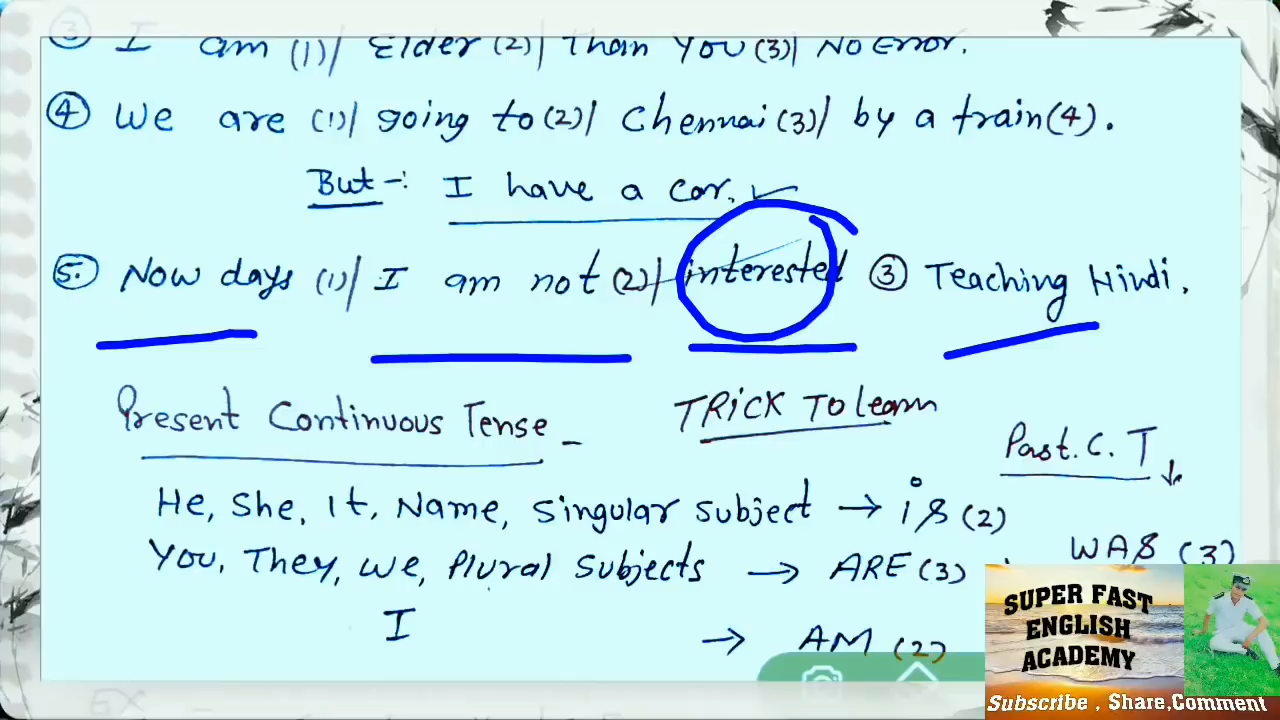 ③ I am (1)/ Elder (2)/ Than You (3)/ No Error.
④ We are (1)/ going to (2)/ Chennai (3)/ by a train (4).
But -: I have a car. ✓
⑤. Now days (1)/ I am not (2)/ interested ③ Teaching Hindi.
Present Continuous Tense -
TRICK To learn
Past. C. T ↓
He, She, It, Name, Singular Subject → is (2)
You, They, We, Plural Subjects → ARE (3)
WAS (3)
I → AM (2)
SUPER FAST
ENGLISH
ACADEMY
Subscribe , Share,Comment